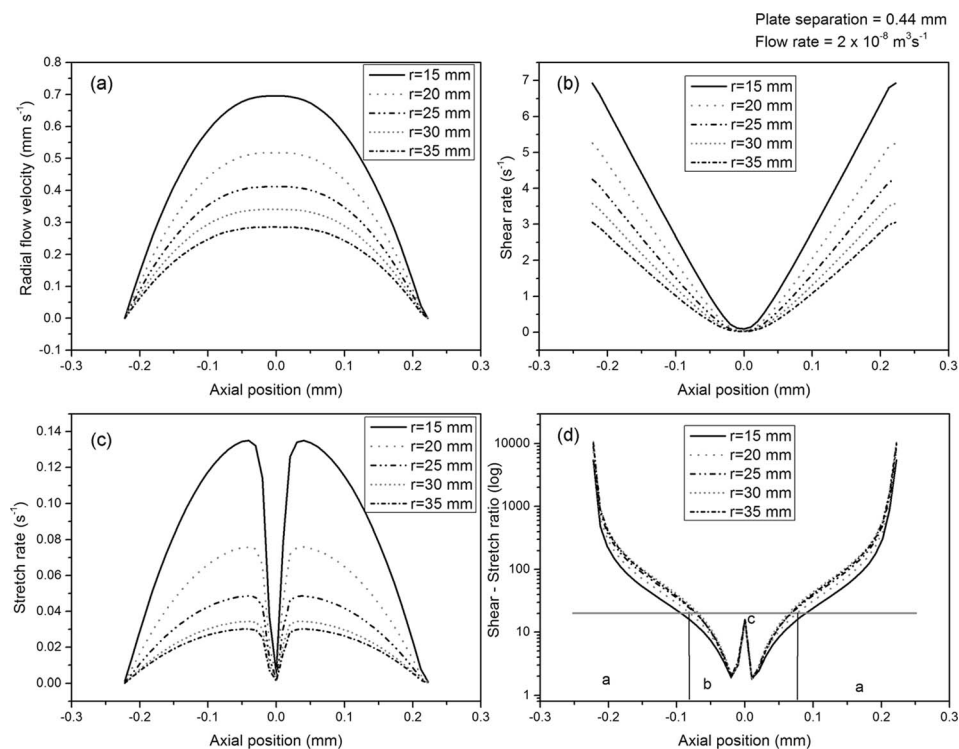 Plate separation = 0.44 mm
Flow rate = 2 x 10⁻⁸ m³s⁻¹
(a)
r=15 mm
r=20 mm
r=25 mm
r=30 mm
r=35 mm
Radial flow velocity (mm s⁻¹)
0.8
0.7
0.6
0.5
0.4
0.3
0.2
0.1
0.0
-0.1
-0.3 -0.2 -0.1 0.0 0.1 0.2 0.3
Axial position (mm)
(b)
r=15 mm
r=20 mm
r=25 mm
r=30 mm
r=35 mm
Shear rate (s⁻¹)
7
6
5
4
3
2
1
0
-0.3 -0.2 -0.1 0.0 0.1 0.2 0.3
Axial position (mm)
(c)
r=15 mm
r=20 mm
r=25 mm
r=30 mm
r=35 mm
Stretch rate (s⁻¹)
0.14
0.12
0.10
0.08
0.06
0.04
0.02
0.00
-0.3 -0.2 -0.1 0.0 0.1 0.2 0.3
Axial position (mm)
(d)
r=15 mm
r=20 mm
r=25 mm
r=30 mm
r=35 mm
Shear - Stretch ratio (log)
10000
1000
100
10
1
c
a
b
a
-0.3 -0.2 -0.1 0.0 0.1 0.2 0.3
Axial position (mm)